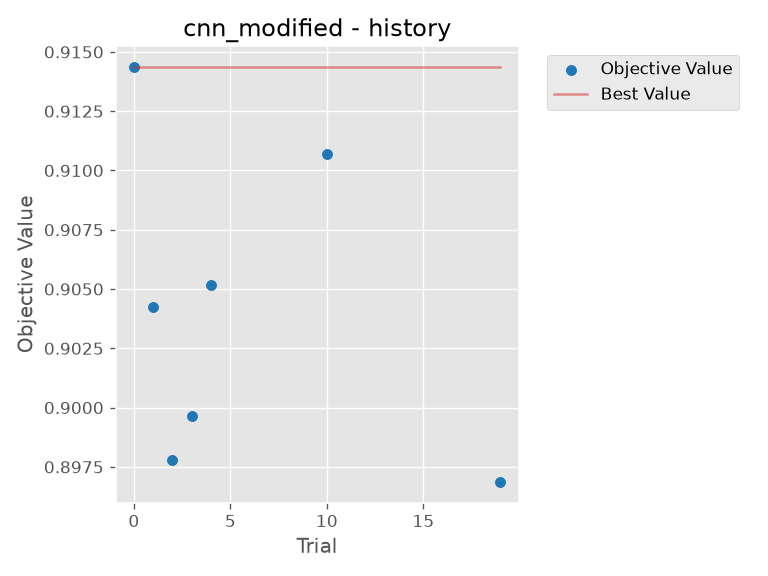 cnn_modified - history
Objective Value
Best Value
Objective Value
0.9150
0.9125
0.9100
0.9075
0.9050
0.9025
0.9000
0.8975
0 5 10 15
Trial